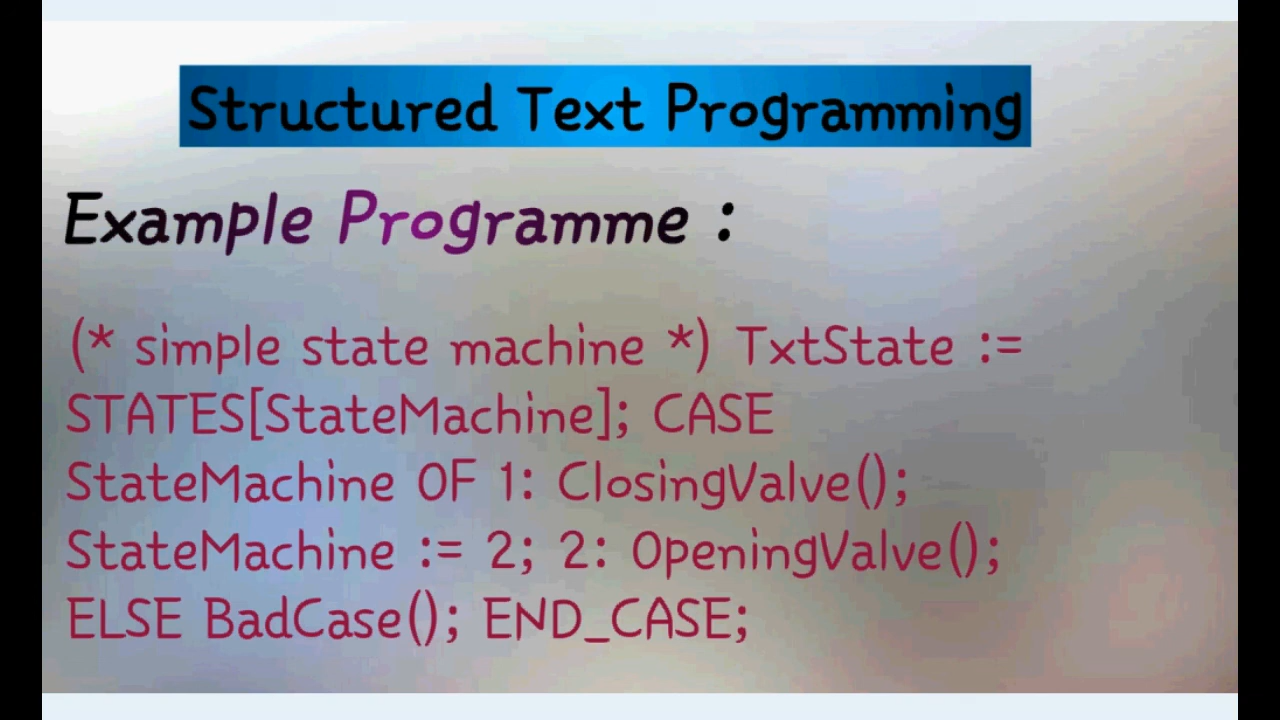 Structured Text Programming
Example Programme :
(* simple state machine *) TxtState :=
STATES[StateMachine]; CASE
StateMachine OF 1: ClosingValve();
StateMachine := 2; 2: OpeningValve();
ELSE BadCase(); END_CASE;